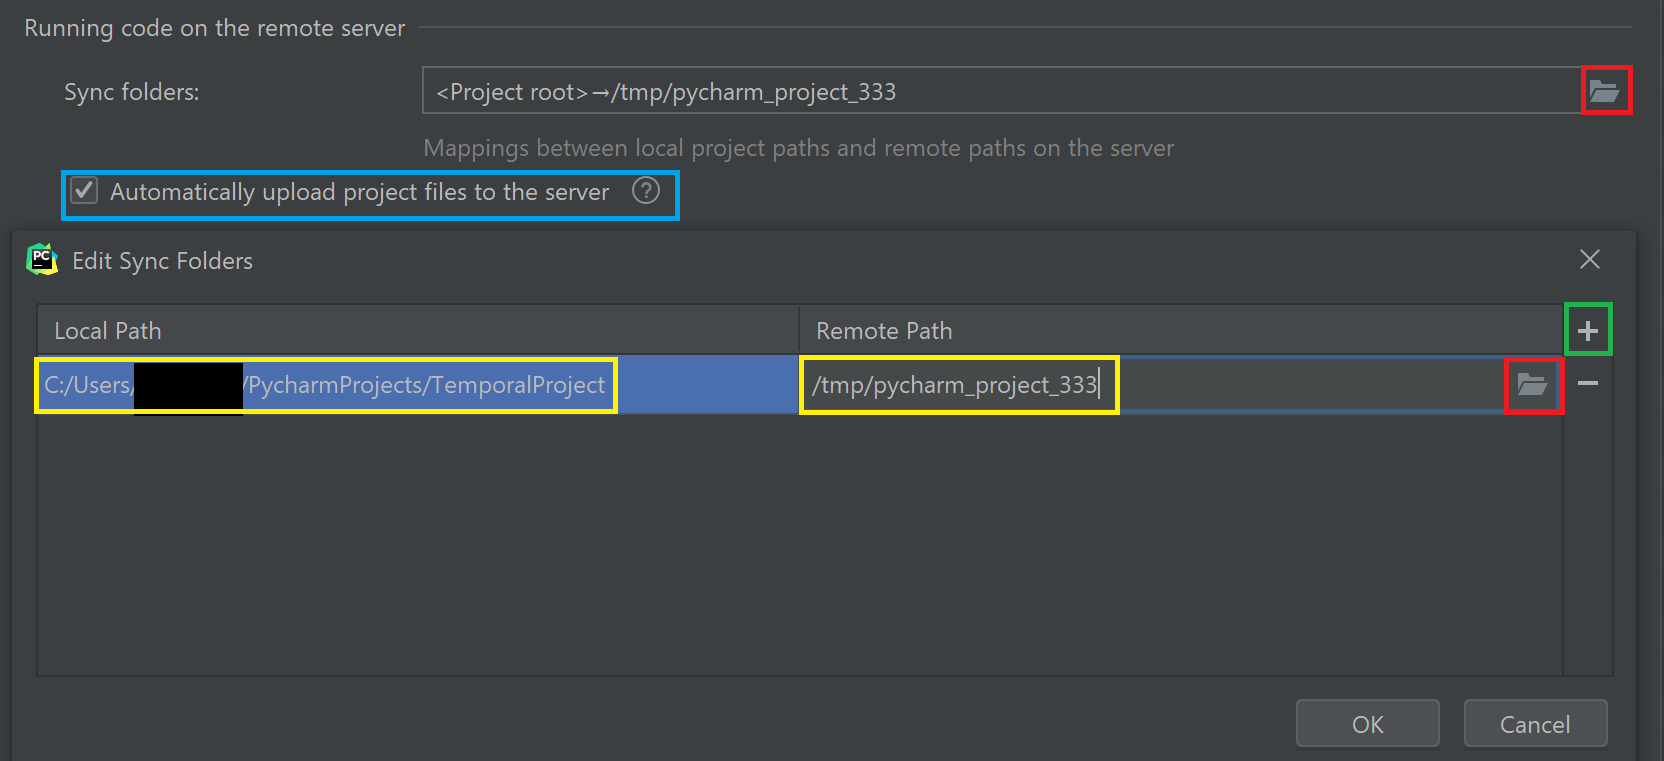 Running code on the remote server
Sync folders: <Project root>→/tmp/pycharm_project_333
Mappings between local project paths and remote paths on the server
Automatically upload project files to the server ?
PC Edit Sync Folders
Local Path Remote Path
C:/Users/ /PycharmProjects/TemporalProject /tmp/pycharm_project_333
OK Cancel